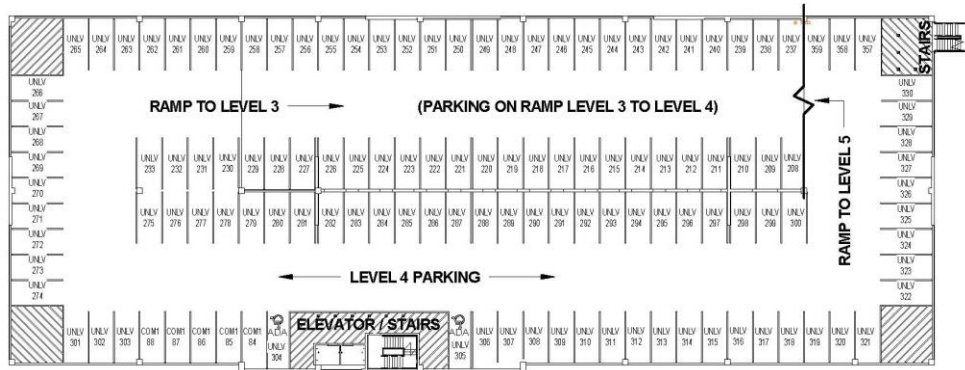 UNLV UNLV UNLV UNLV UNLV UNLV UNLV UNLV UNLV UNLV UNLV UNLV UNLV UNLV UNLV UNLV UNLV UNLV UNLV UNLV UNLV UNLV UNLV UNLV UNLV UNLV UNLV UNLV UNLV UNLV UNLV UNLV
265 264 263 262 261 260 259 258 257 256 255 254 253 252 251 250 249 248 247 246 245 244 243 242 241 240 239 238 237 359 358 357
STAIRS
UNLV
266
UNLV
267
UNLV
268
UNLV
269
UNLV
270
UNLV
271
UNLV
272
UNLV
273
UNLV
274
RAMP TO LEVEL 3
(PARKING ON RAMP LEVEL 3 TO LEVEL 4)
UNLV UNLV UNLV UNLV UNLV UNLV UNLV UNLV UNLV UNLV UNLV UNLV UNLV UNLV UNLV UNLV UNLV UNLV UNLV UNLV UNLV UNLV UNLV UNLV UNLV UNLV
233 232 231 230 229 228 227 226 225 224 223 222 221 220 219 218 217 216 215 214 213 212 211 210 209 208
UNLV UNLV UNLV UNLV UNLV UNLV UNLV UNLV UNLV UNLV UNLV UNLV UNLV UNLV UNLV UNLV UNLV UNLV UNLV UNLV UNLV UNLV UNLV UNLV UNLV UNLV
275 276 277 278 279 280 281 282 283 284 285 286 287 288 289 290 291 292 293 294 295 296 297 298 299 300
RAMP TO LEVEL 5
UNLV
330
UNLV
329
UNLV
328
UNLV
327
UNLV
326
UNLV
325
UNLV
324
UNLV
323
UNLV
322
LEVEL 4 PARKING
ELEVATOR / STAIRS
UNLV UNLV UNLV COM1 COM1 COM1 COM1 COM1
301 302 303 88 87 86 85 84
ADA
UNLV
304
ADA
UNLV
305
UNLV UNLV UNLV UNLV UNLV UNLV UNLV UNLV UNLV UNLV UNLV UNLV UNLV UNLV UNLV UNLV
306 307 308 309 310 311 312 313 314 315 316 317 318 319 320 321